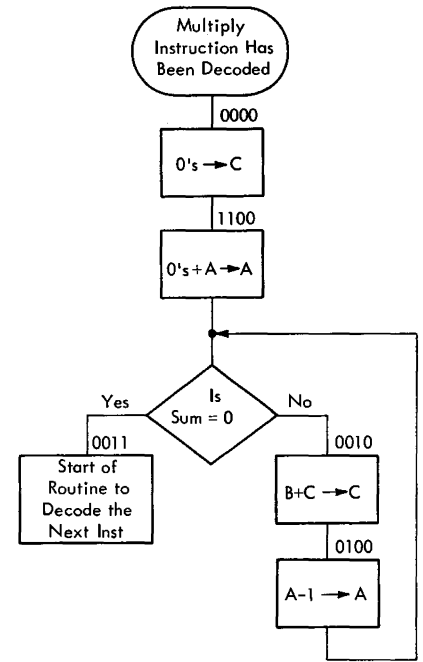 Multiply
Instruction Has
Been Decoded
0000
0's → C
1100
0's+A → A
Is
Sum = 0
Yes
No
0011
Start of
Routine to
Decode the
Next Inst
0010
B+C → C
0100
A-1 → A